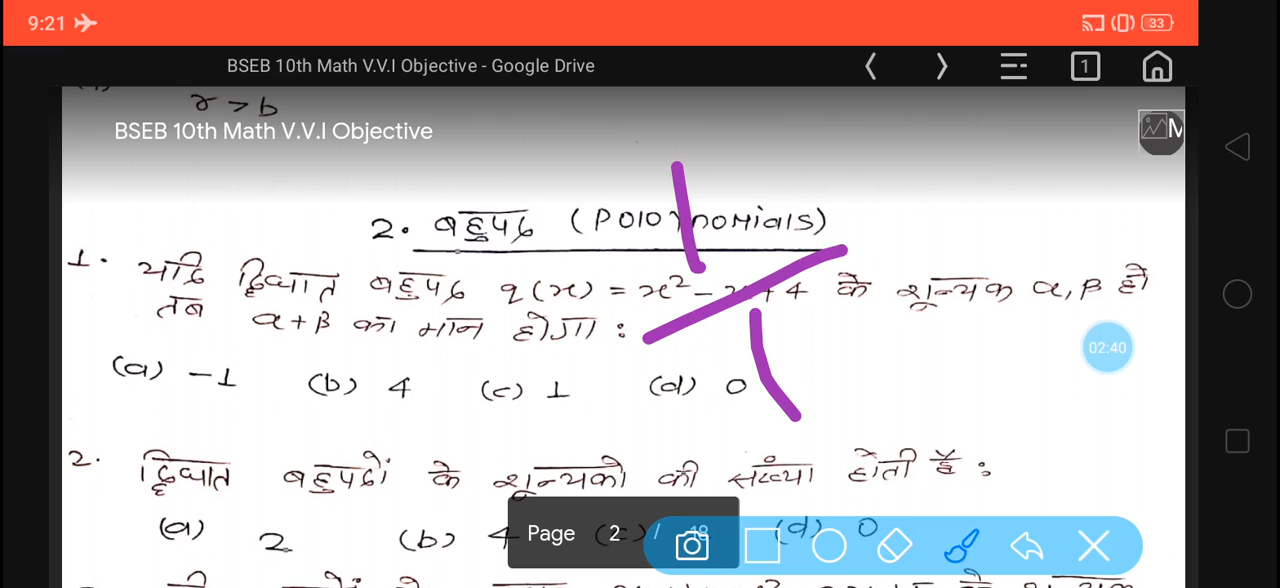 9:21 33
BSEB 10th Math V.V.I Objective - Google Drive 1
r > b
BSEB 10th Math V.V.I Objective M
2. बहुपद (Poloynomials)
1. यदि द्विघात बहुपद q(x) = x² - x + 4 के शून्यक α, β हो
तब α + β का मान होगा :
02:40
(a) -1 (b) 4 (c) 1 (d) 0
2. द्विघात बहुपदों के शून्यको की संख्या होती है :
(a) 2 (b) 4 (c) (d) 0
Page 2 / 18